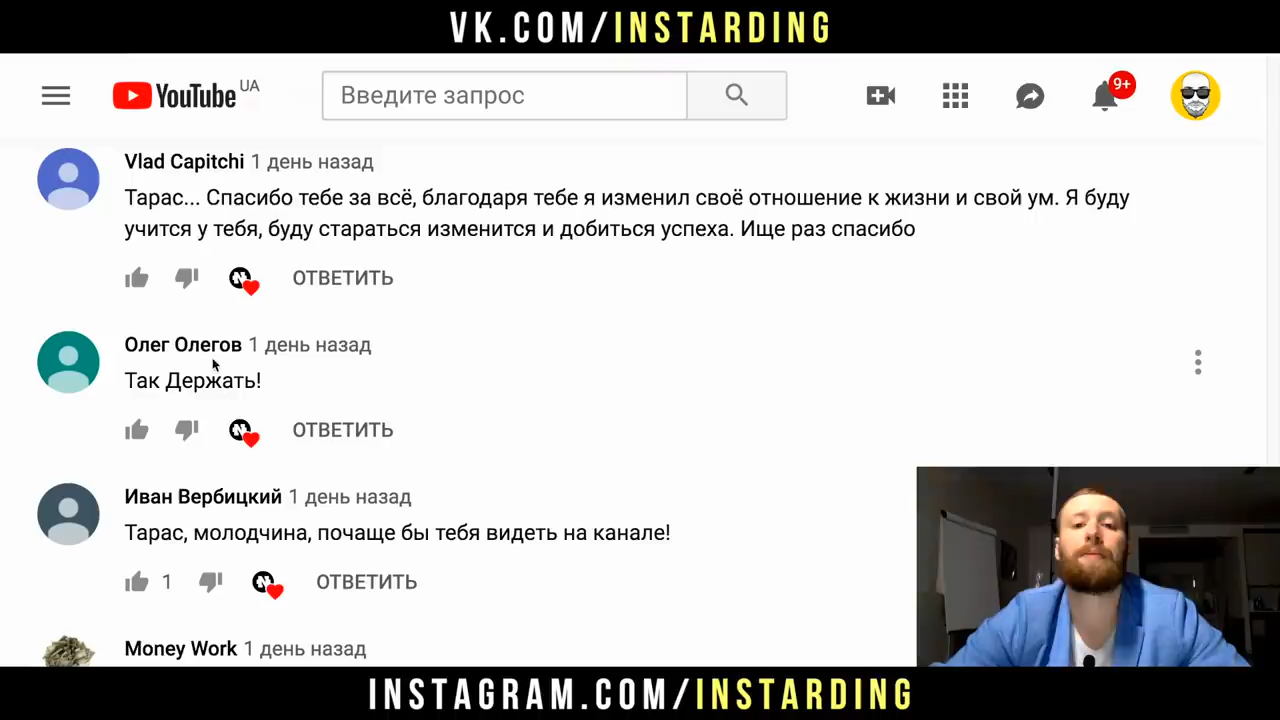 VK.COM/INSTARDING
YouTube UA
Введите запрос
9+
Vlad Capitchi 1 день назад
Тарас... Спасибо тебе за всё, благодаря тебе я изменил своё отношение к жизни и свой ум. Я буду
учится у тебя, буду стараться изменится и добиться успеха. Ище раз спасибо
ОТВЕТИТЬ
Олег Олегов 1 день назад
Так Держать!
ОТВЕТИТЬ
Иван Вербицкий 1 день назад
Тарас, молодчина, почаще бы тебя видеть на канале!
1 ОТВЕТИТЬ
Money Work 1 день назад
INSTAGRAM.COM/INSTARDING